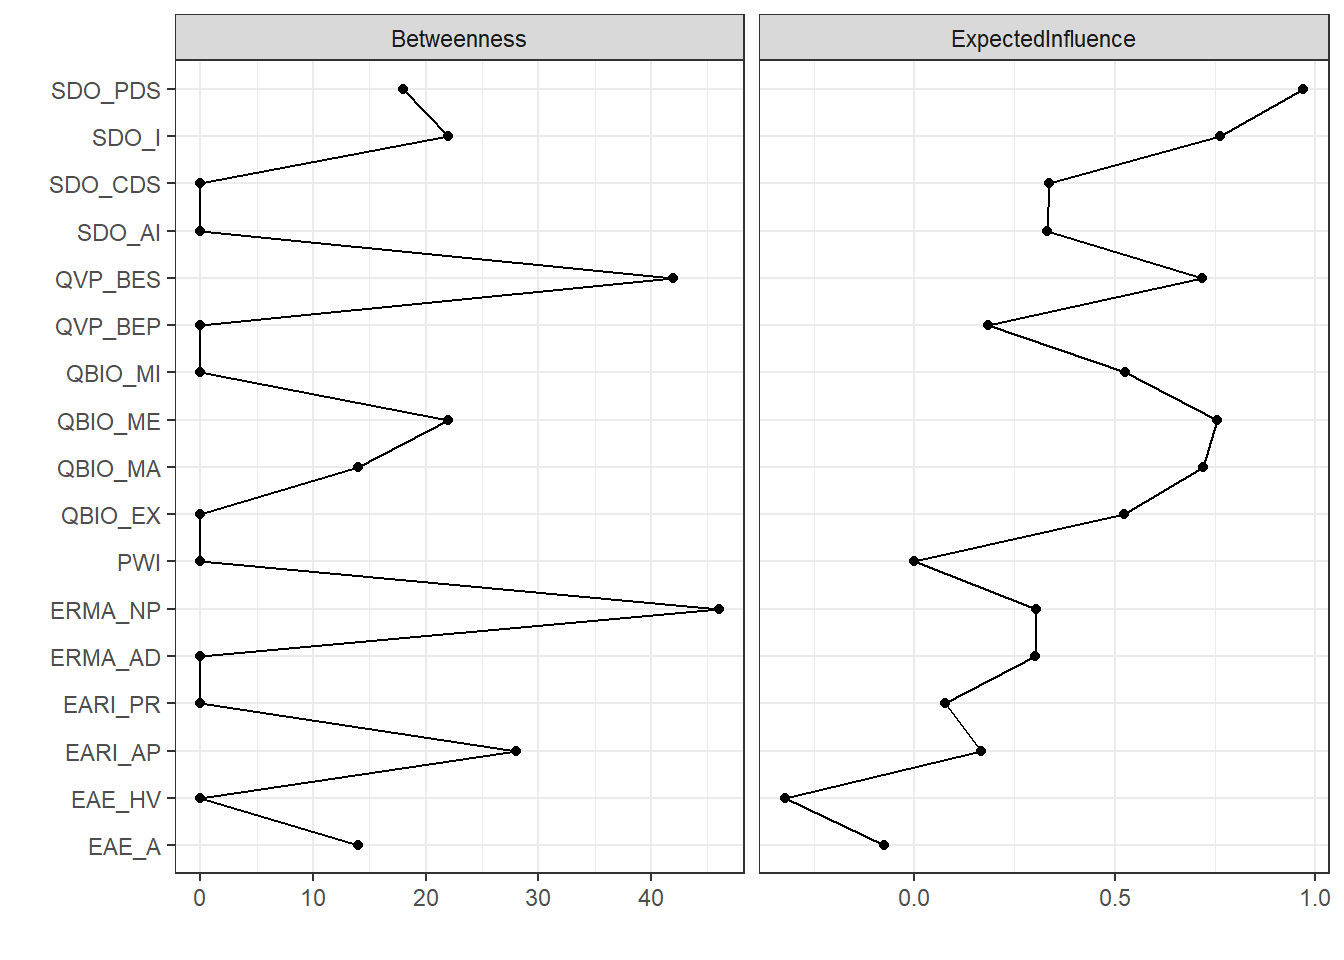 Betweenness ExpectedInfluence
SDO_PDS
SDO_I
SDO_CDS
SDO_AI
QVP_BES
QVP_BEP
QBIO_MI
QBIO_ME
QBIO_MA
QBIO_EX
PWI
ERMA_NP
ERMA_AD
EARI_PR
EARI_AP
EAE_HV
EAE_A
0 10 20 30 40 0.0 0.5 1.0